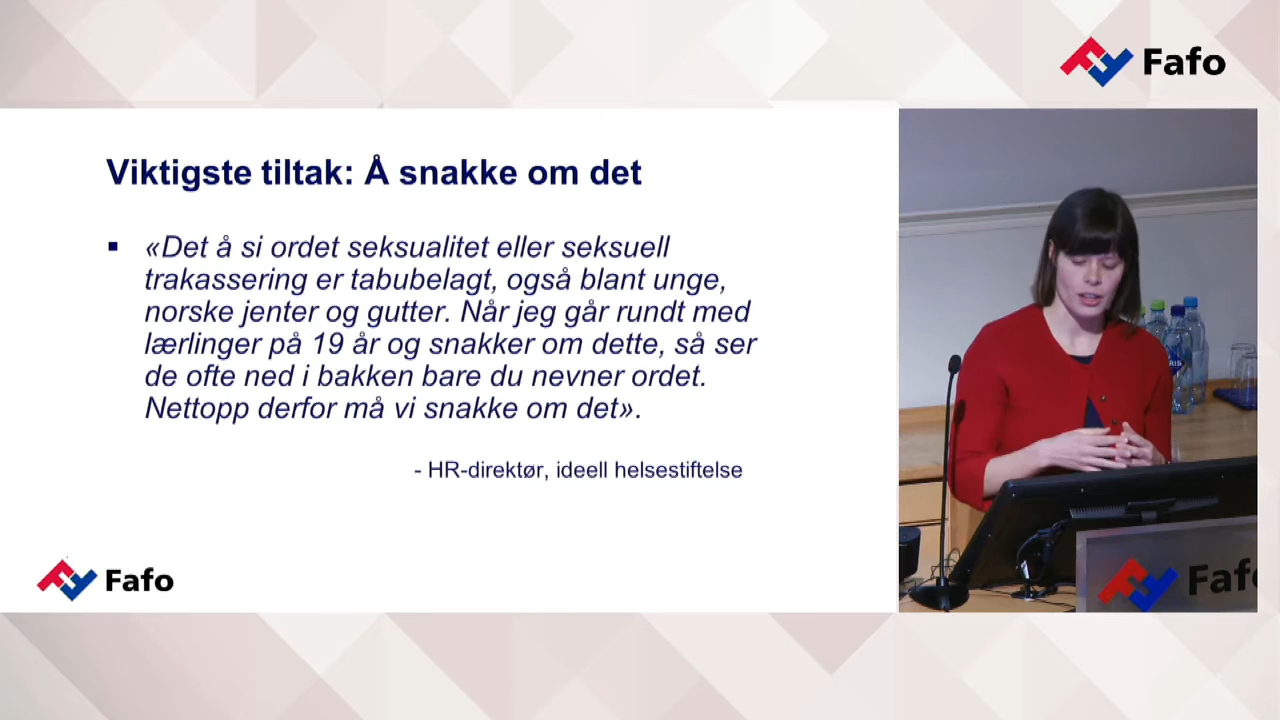 Fafo
Viktigste tiltak: Å snakke om det
▪ «Det å si ordet seksualitet eller seksuell
trakassering er tabubelagt, også blant unge,
norske jenter og gutter. Når jeg går rundt med
lærlinger på 19 år og snakker om dette, så ser
de ofte ned i bakken bare du nevner ordet.
Nettopp derfor må vi snakke om det».
- HR-direktør, ideell helsestiftelse
Fafo
Fafo